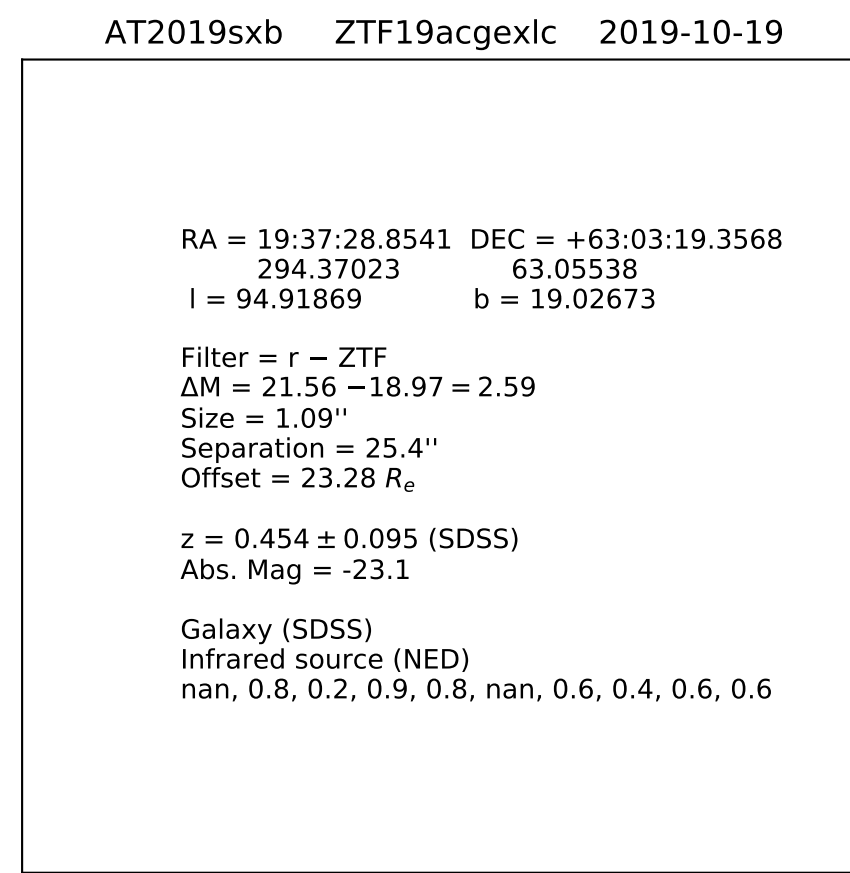 AT2019sxb ZTF19acgexlc 2019-10-19
RA = 19:37:28.8541 DEC = +63:03:19.3568
294.37023 63.05538
l = 94.91869 b = 19.02673
Filter = r − ZTF
ΔM = 21.56 −18.97 = 2.59
Size = 1.09''
Separation = 25.4''
Offset = 23.28 Rₑ
z = 0.454 ± 0.095 (SDSS)
Abs. Mag = -23.1
Galaxy (SDSS)
Infrared source (NED)
nan, 0.8, 0.2, 0.9, 0.8, nan, 0.6, 0.4, 0.6, 0.6